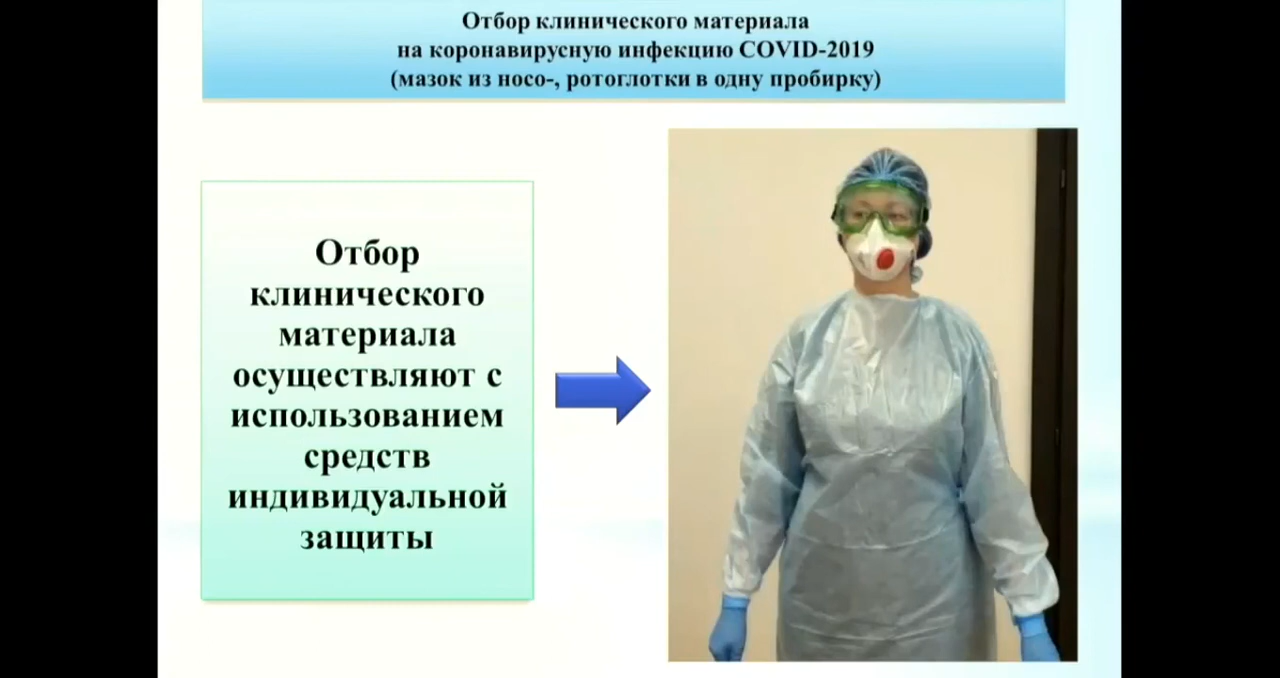 Отбор клинического материала
на коронавирусную инфекцию COVID-2019
(мазок из носо-, ротоглотки в одну пробирку)
Отбор
клинического
материала
осуществляют с
использованием
средств
индивидуальной
защиты